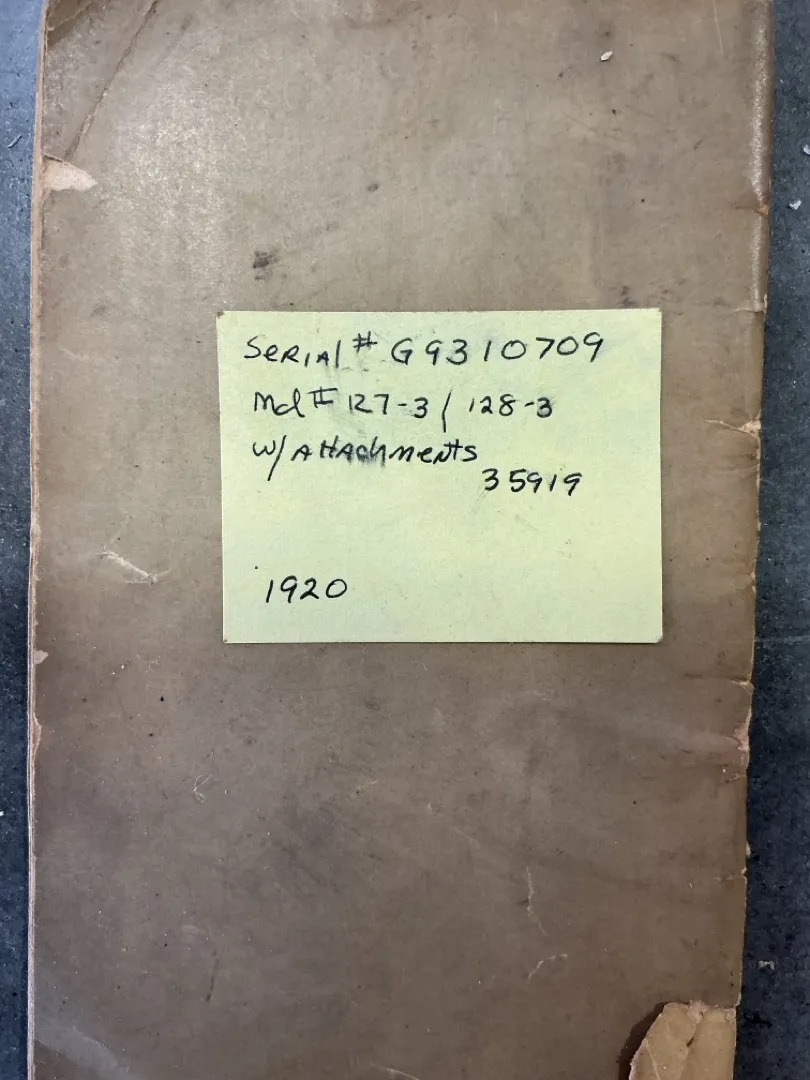 SERIAl # G9310709
Mdl # 127-3 / 128-3
W/ AttAchmENts
35919
1920